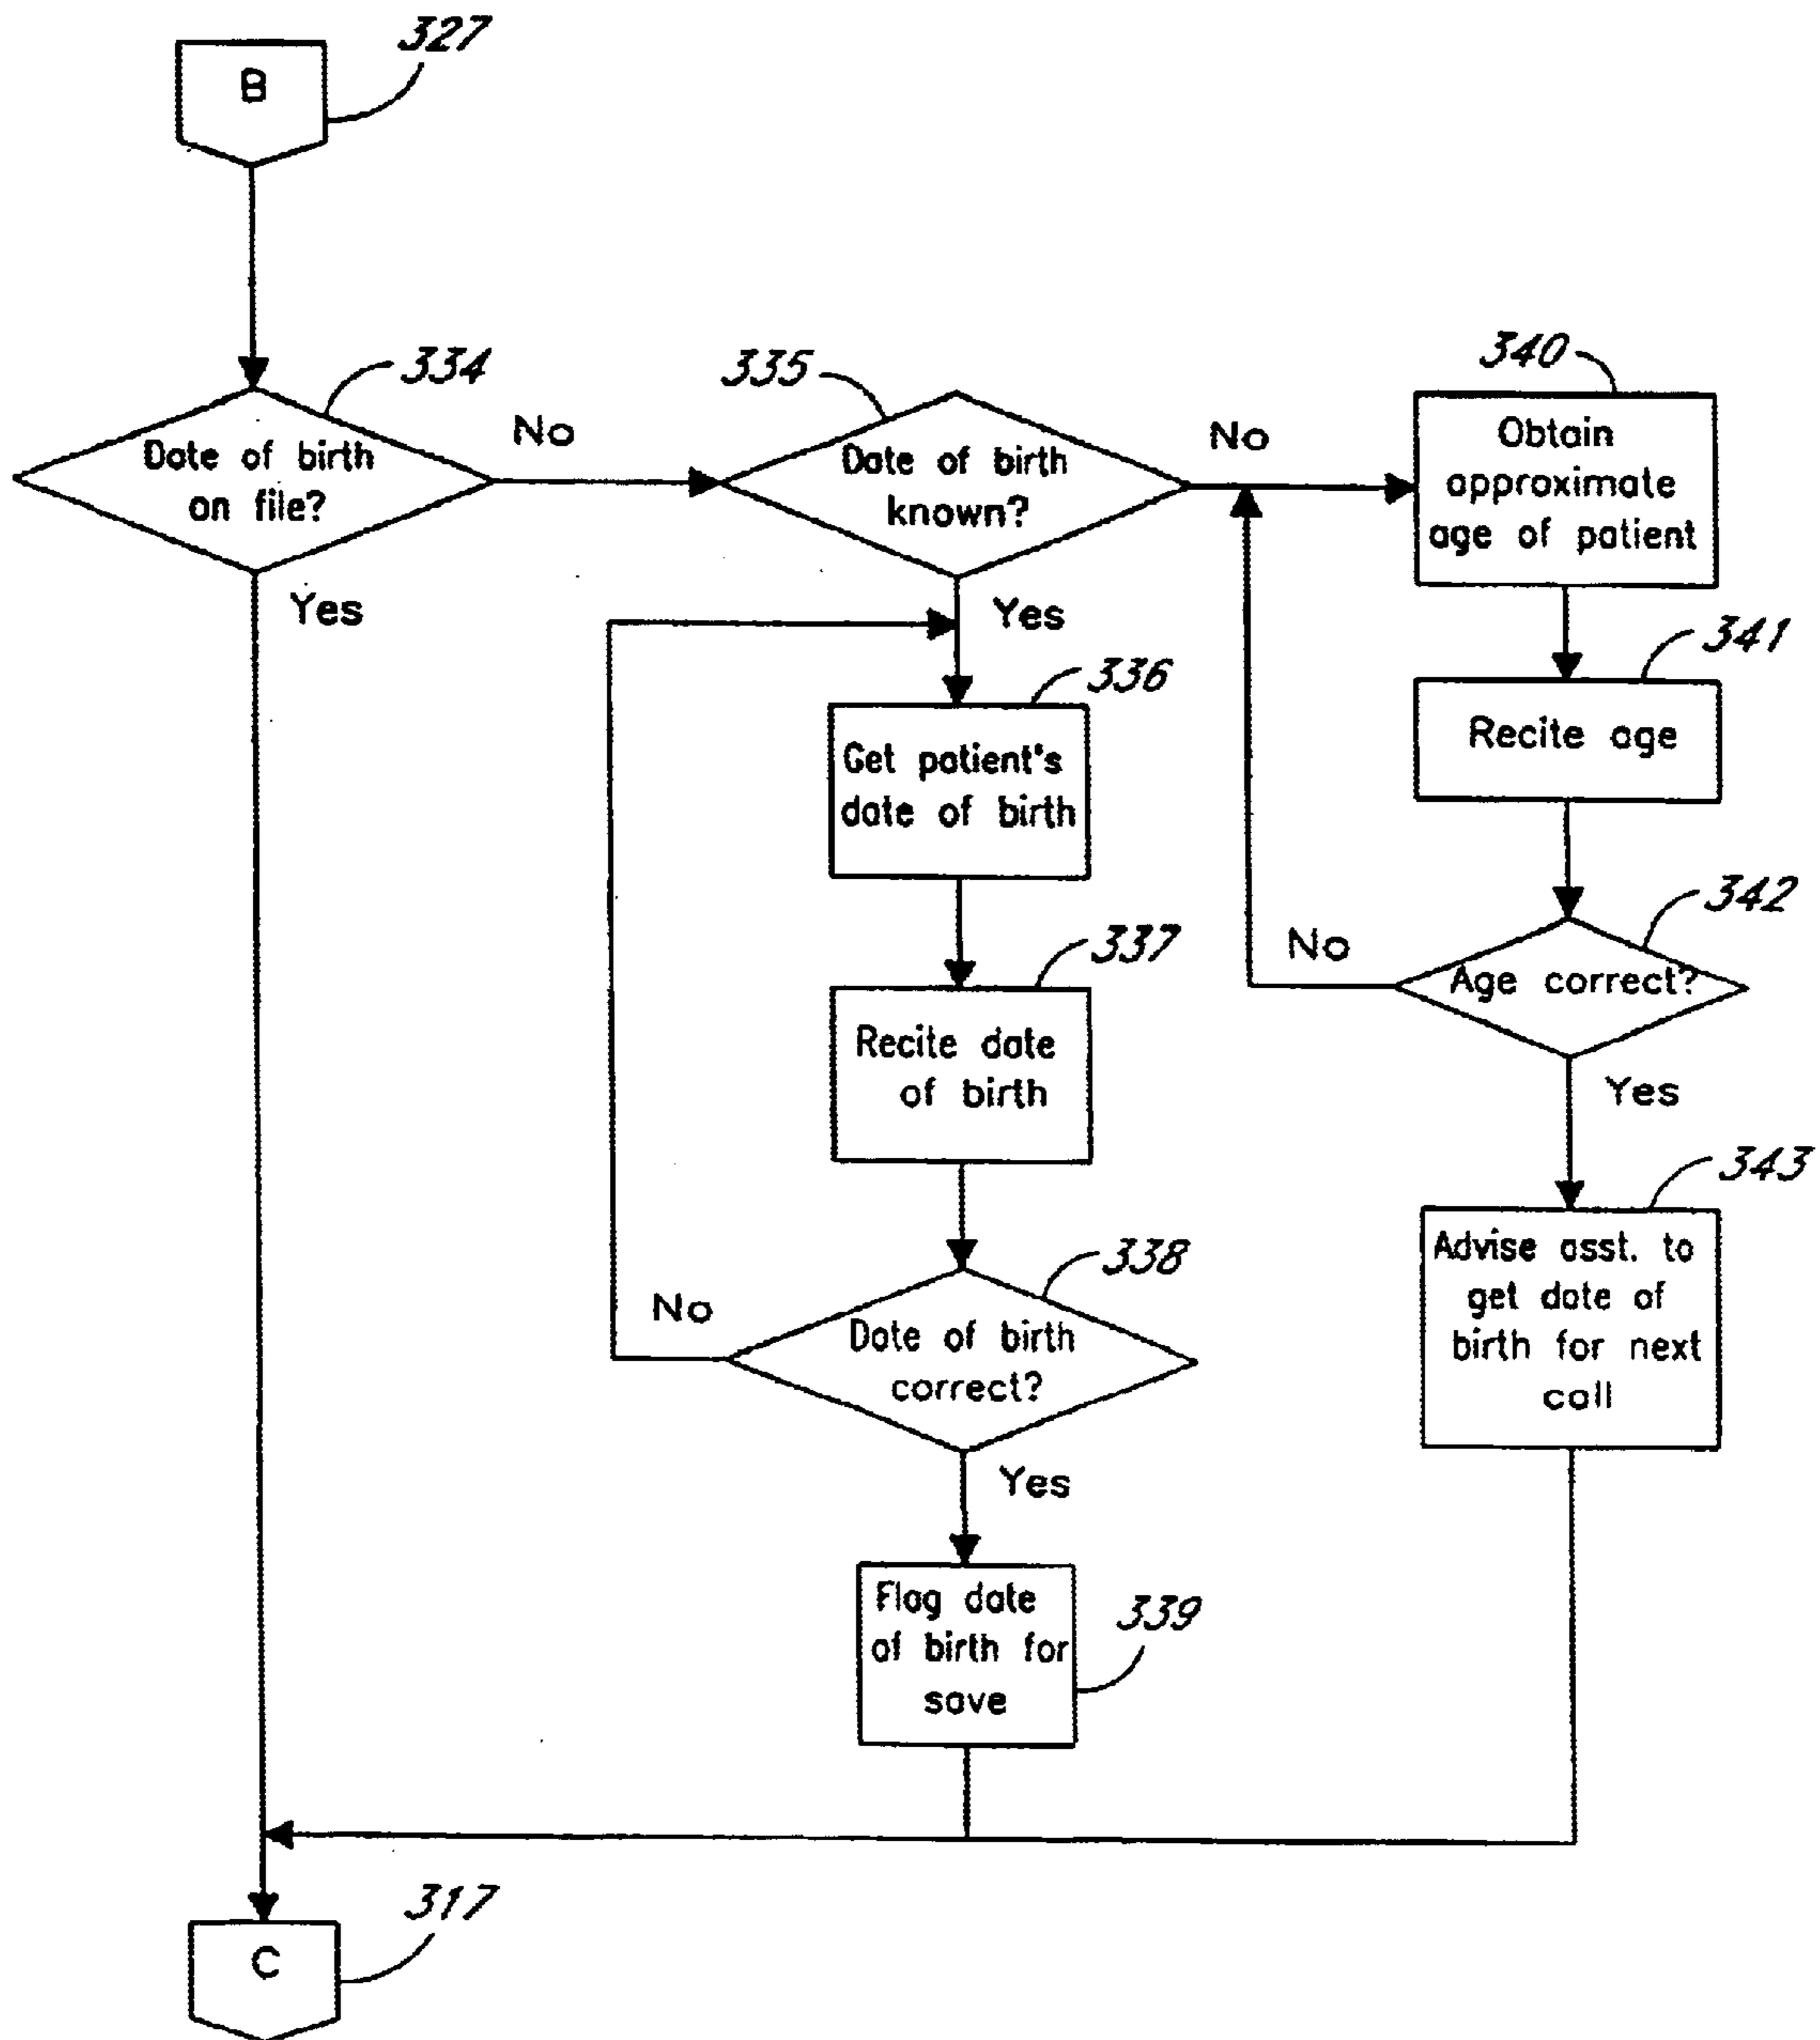 327
B
334
Date of birth
on file?
No
335
Date of birth
known?
No
340
Obtain
approximate
age of patient
Yes
Yes
336
Get patient's
date of birth
341
Recite age
337
Recite date
of birth
342
Age correct?
No
Yes
338
Date of birth
correct?
No
Yes
343
Advise asst. to
get date of
birth for next
call
339
Flag date
of birth for
save
317
C